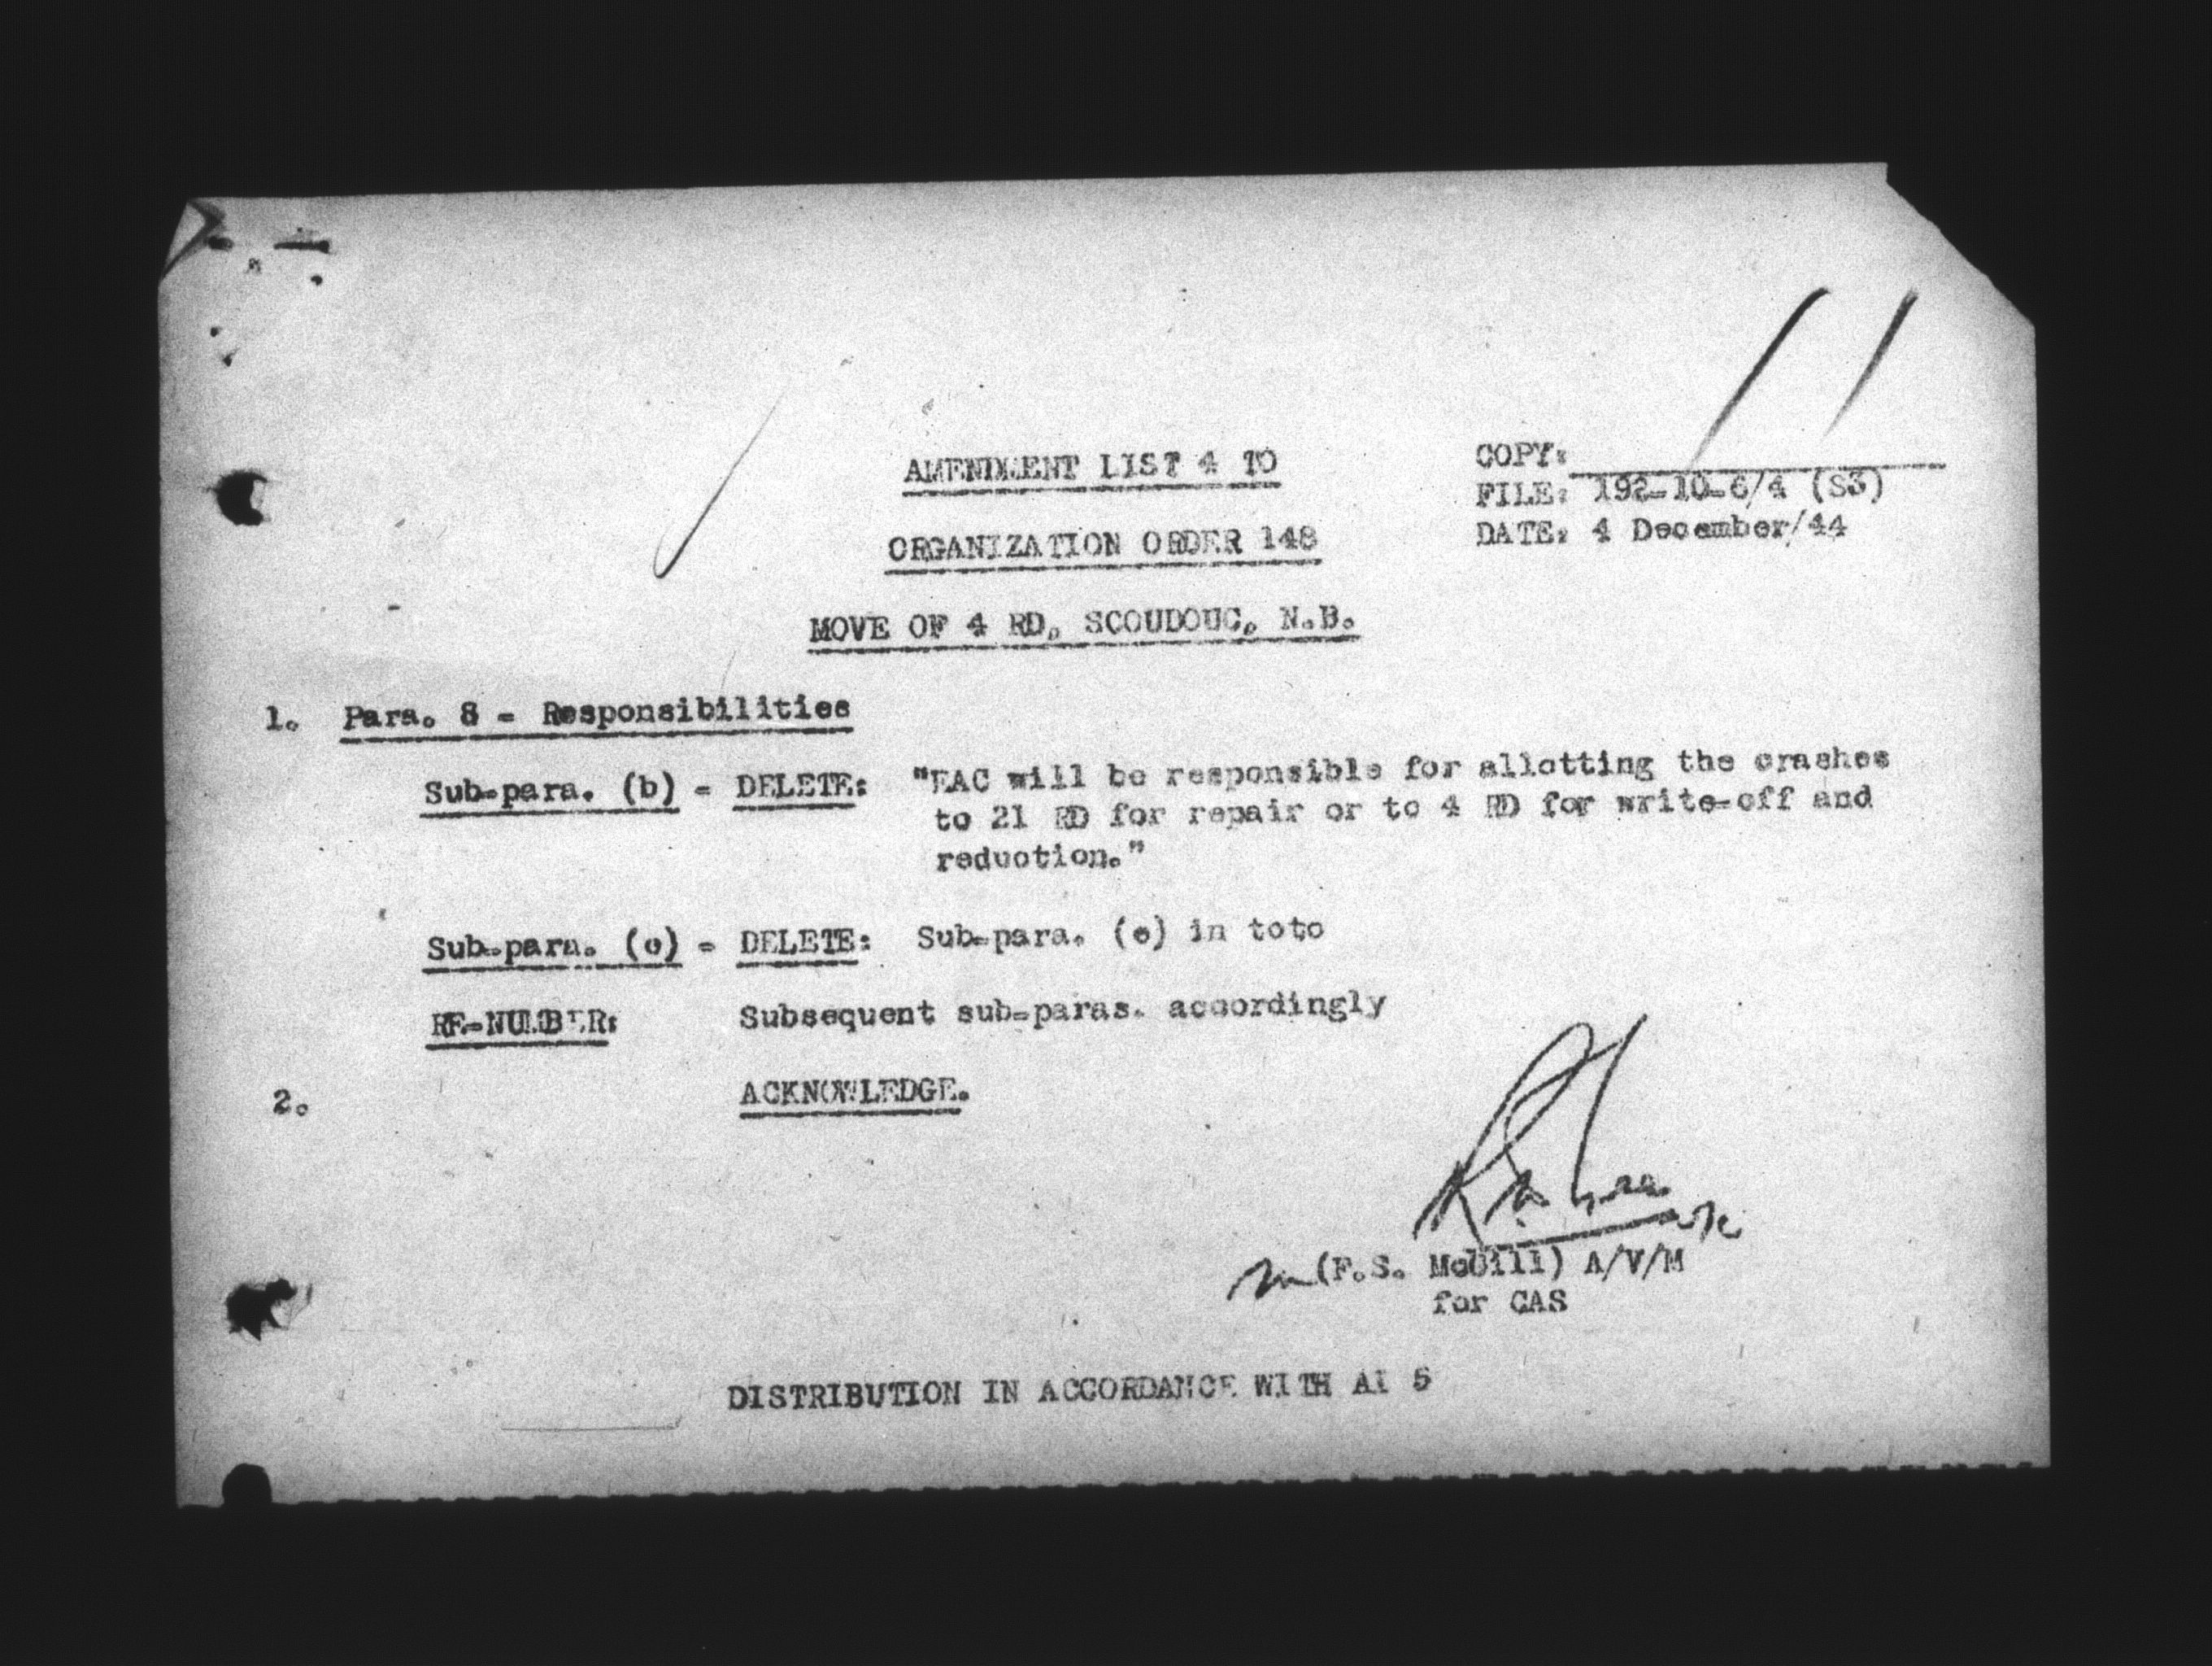 AMENDMENT LIST 4 TO
COPY: 11
FILE: 192-10-6/4 (S3)
DATE: 4 December/44
ORGANIZATION ORDER 148
MOVE OF 4 RD, SCOUDOUC, N.B.
1. Para. 8 - Responsibilities
Sub-para. (b) - DELETE: "EAC will be responsible for allotting the crashes
to 21 RD for repair or to 4 RD for write-off and
reduction."
Sub-para. (c) - DELETE: Sub-para. (c) in toto
RE-NUMBER: Subsequent sub-paras. accordingly
2. ACKNOWLEDGE.
(F.S. McGill) A/V/M
for CAS
DISTRIBUTION IN ACCORDANCE WITH AI 5